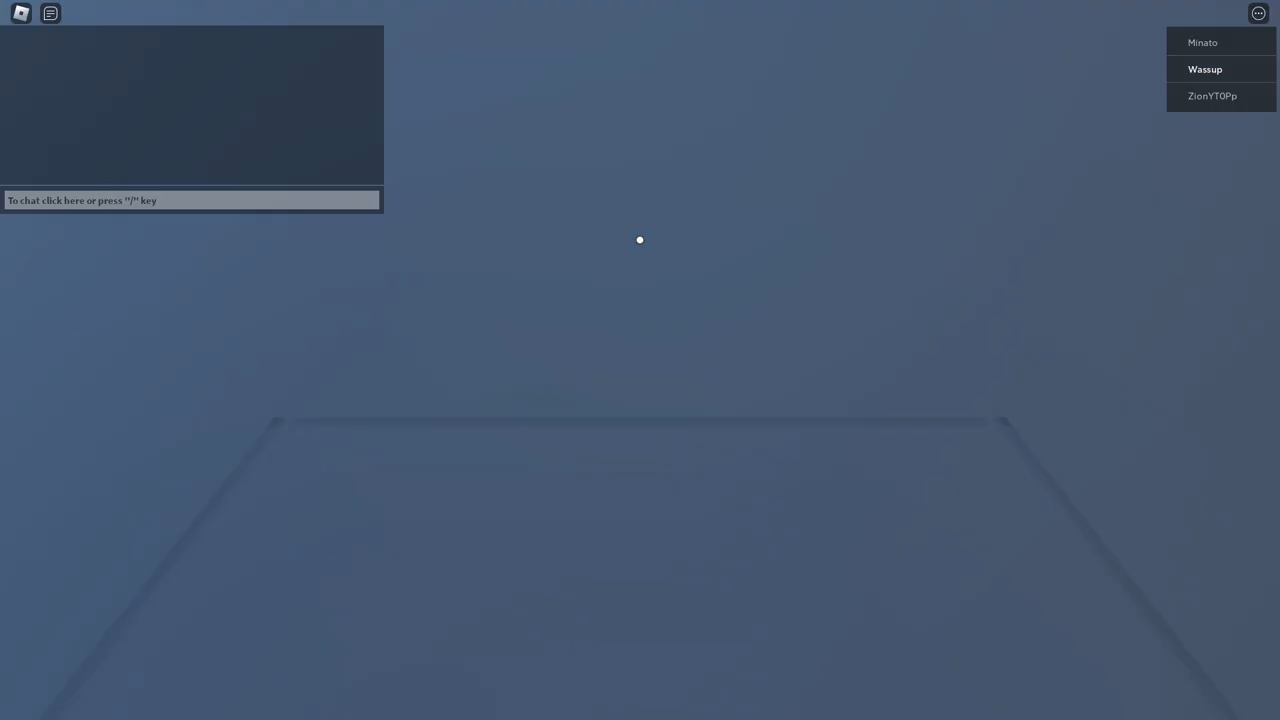 Minato
Wassup
ZionYT0Pp
To chat click here or press "/" key